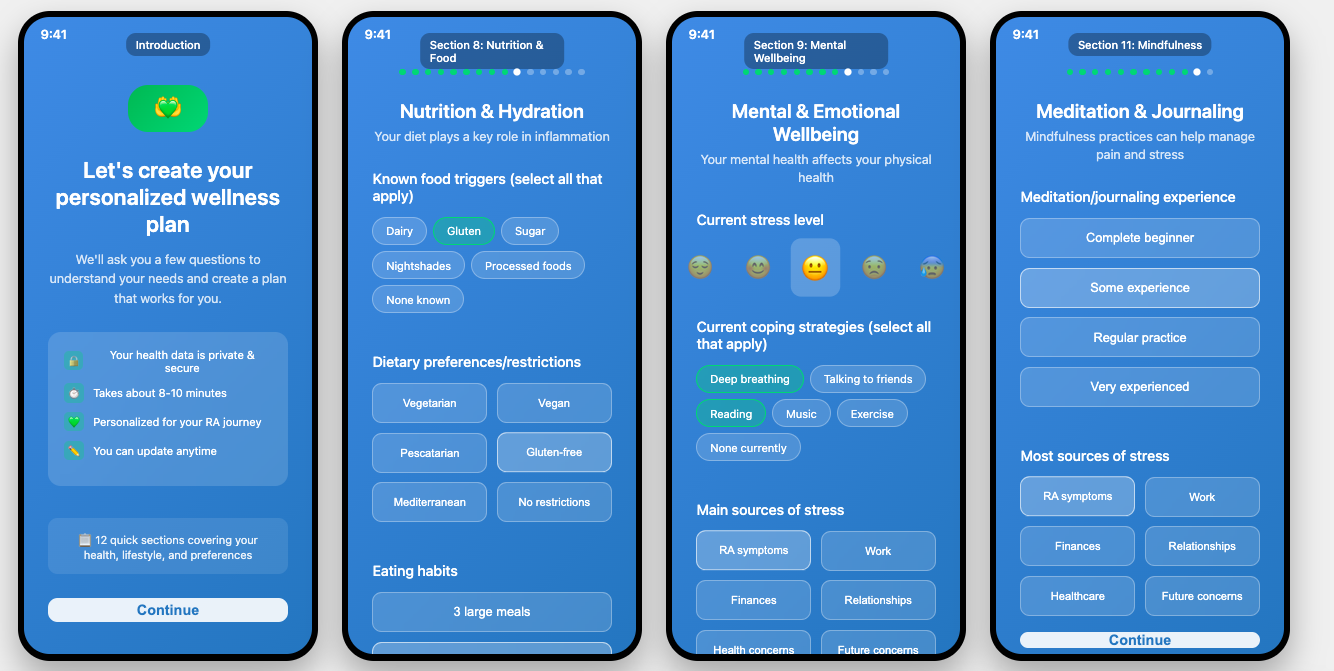 9:41
Introduction
Let's create your
personalized wellness
plan
We'll ask you a few questions to
understand your needs and create a plan
that works for you.
Your health data is private &
secure
Takes about 8-10 minutes
Personalized for your RA journey
You can update anytime
12 quick sections covering your
health, lifestyle, and preferences
Continue
9:41
Section 8: Nutrition &
Food
Nutrition & Hydration
Your diet plays a key role in inflammation
Known food triggers (select all that
apply)
Dairy
Gluten
Sugar
Nightshades
Processed foods
None known
Dietary preferences/restrictions
Vegetarian
Vegan
Pescatarian
Gluten-free
Mediterranean
No restrictions
Eating habits
3 large meals
9:41
Section 9: Mental
Wellbeing
Mental & Emotional
Wellbeing
Your mental health affects your physical
health
Current stress level
Current coping strategies (select all
that apply)
Deep breathing
Talking to friends
Reading
Music
Exercise
None currently
Main sources of stress
RA symptoms
Work
Finances
Relationships
Health concerns
Future concerns
9:41
Section 11: Mindfulness
Meditation & Journaling
Mindfulness practices can help manage
pain and stress
Meditation/journaling experience
Complete beginner
Some experience
Regular practice
Very experienced
Most sources of stress
RA symptoms
Work
Finances
Relationships
Healthcare
Future concerns
Continue